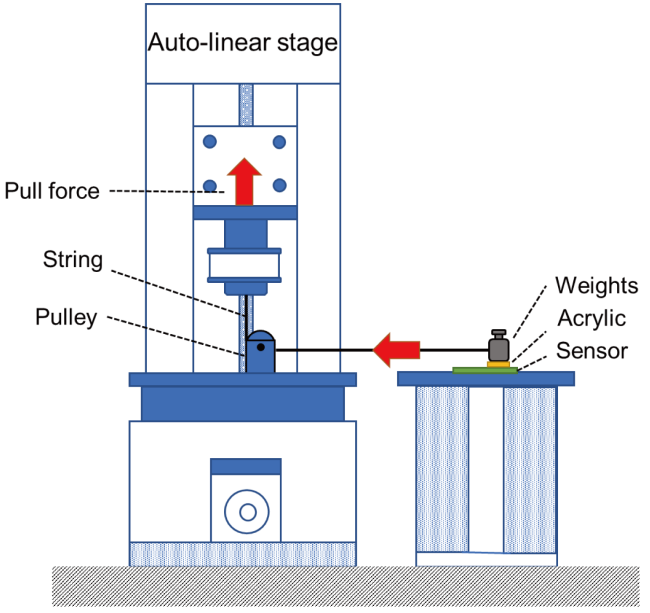 Auto-linear stage
Pull force
String
Pulley
Weights
Acrylic
Sensor